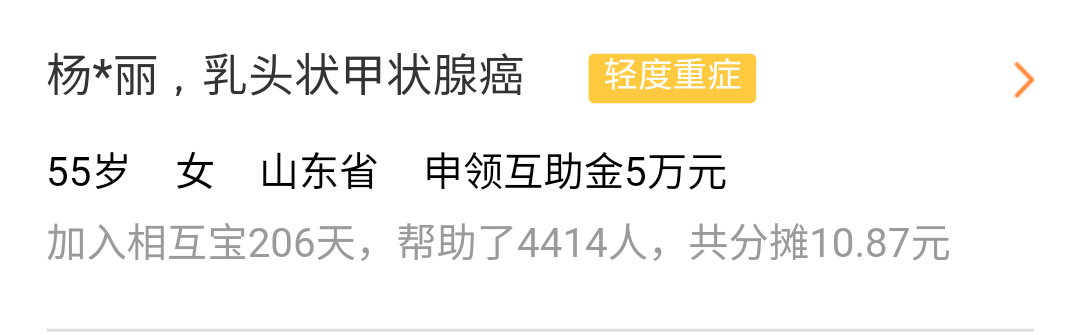 杨*丽，乳头状甲状腺癌 轻度重症
55岁 女 山东省 申领互助金5万元
加入相互宝206天，帮助了4414人，共分摊10.87元